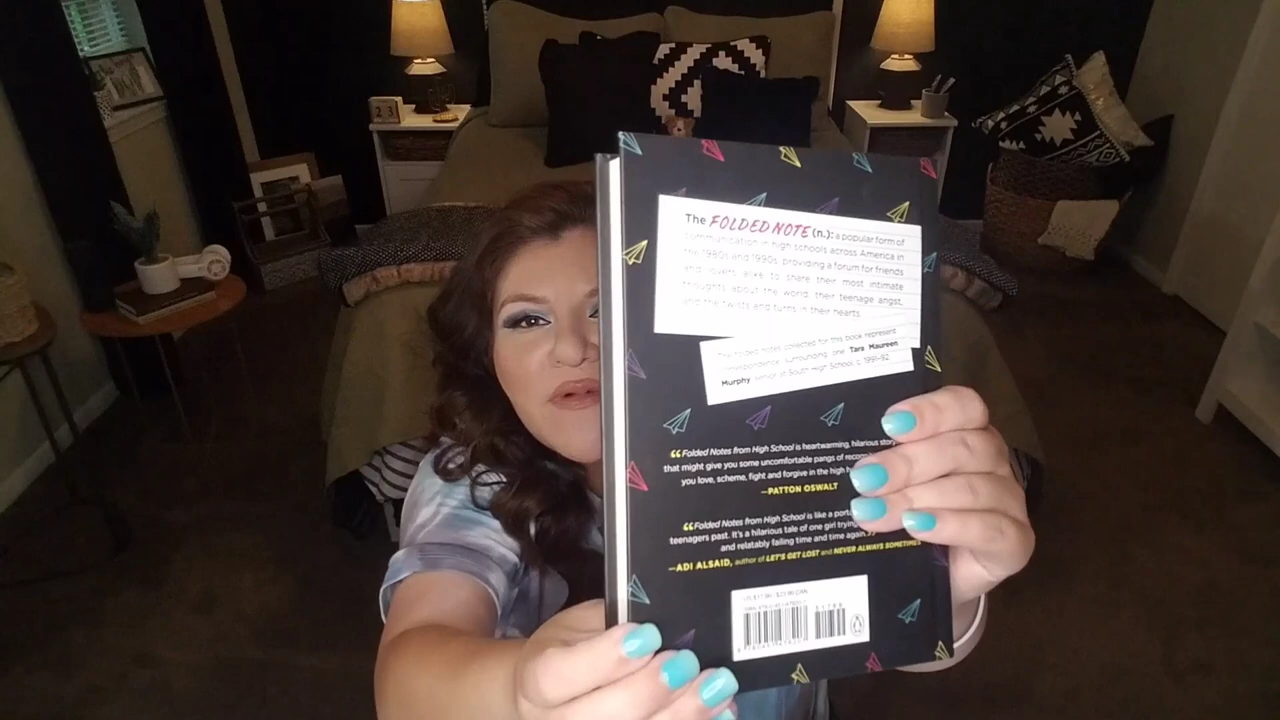 23
The FOLDED NOTE (n.): a popular form of
communication in high schools across America in
the 1980s and 1990s, providing a forum for friends
and lovers alike to share their most intimate
thoughts about the world, their teenage angst,
and the twists and turns in their hearts.
The folded notes collected for this book represent
correspondence surrounding one Tara Maureen
Murphy, senior at South High School, c. 1991–92.
“Folded Notes from High School is heartwarming, hilarious story
that might give you some uncomfortable pangs of
you love, scheme, fight and forgive in the high
—PATTON OSWALT
“Folded Notes from High School is like a
teenagers past. It's a hilarious tale of one girl trying
and relatably failing time and time again.”
—ADI ALSAID, author of LET'S GET LOST and NEVER ALWAYS SOMETIMES